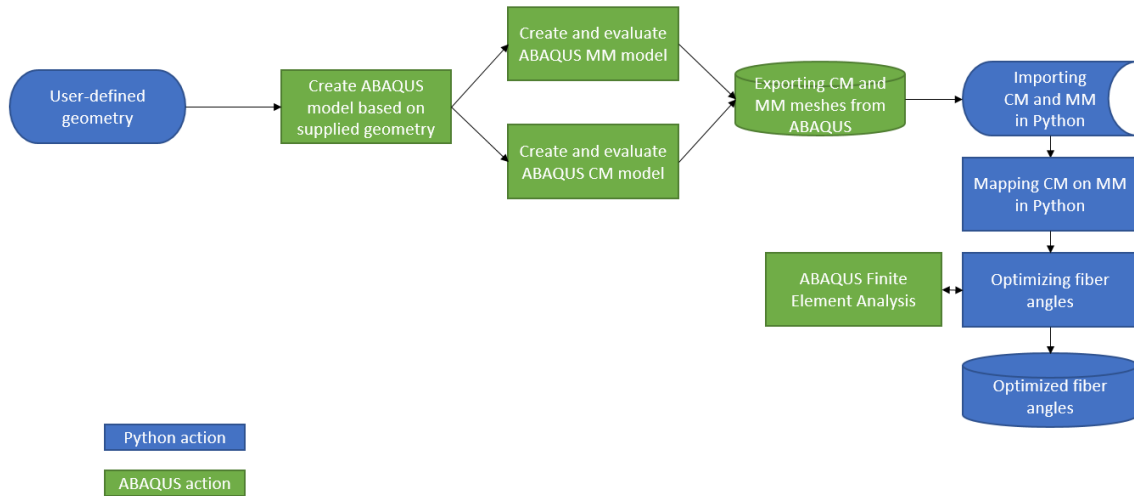 User-defined
geometry
Create ABAQUS
model based on
supplied geometry
Create and evaluate
ABAQUS MM model
Create and evaluate
ABAQUS CM model
Exporting CM and
MM meshes from
ABAQUS
Importing
CM and MM
in Python
Mapping CM on MM
in Python
Optimizing fiber
angles
ABAQUS Finite
Element Analysis
Optimized fiber
angles
Python action
ABAQUS action